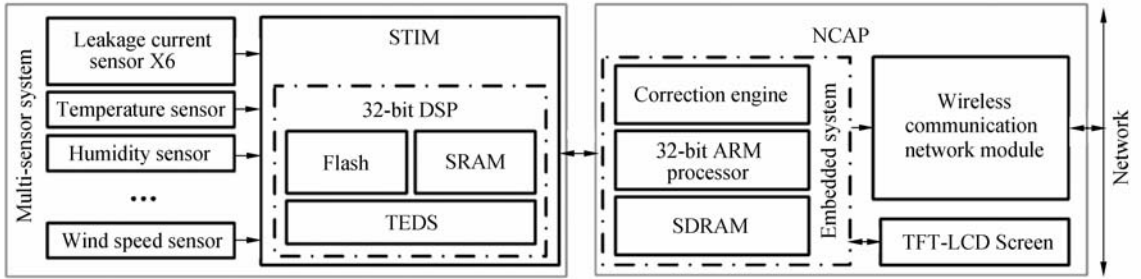 Multi-sensor system
Leakage current
sensor X6
Temperature sensor
Humidity sensor
...
Wind speed sensor
STIM
32-bit DSP
Flash
SRAM
TEDS
NCAP
Correction engine
32-bit ARM
processor
SDRAM
Embedded system
Wireless
communication
network module
TFT-LCD Screen
Network